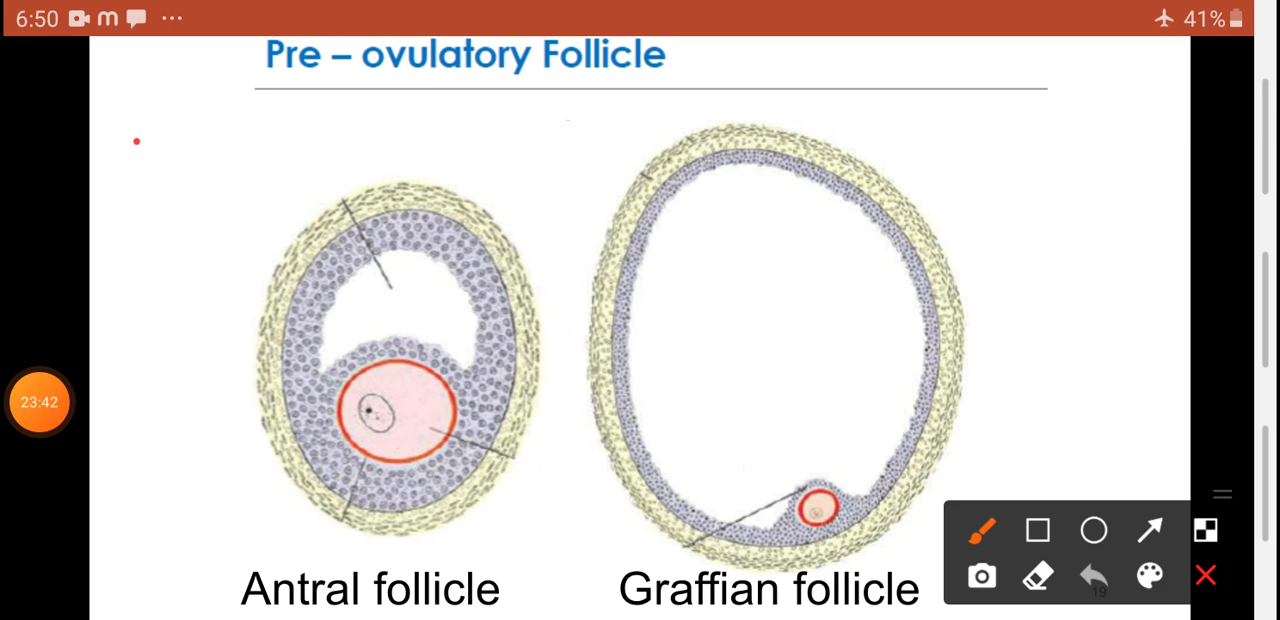 6:50 m ... 41%
Pre – ovulatory Follicle
23:42
19
Antral follicle
Graffian follicle